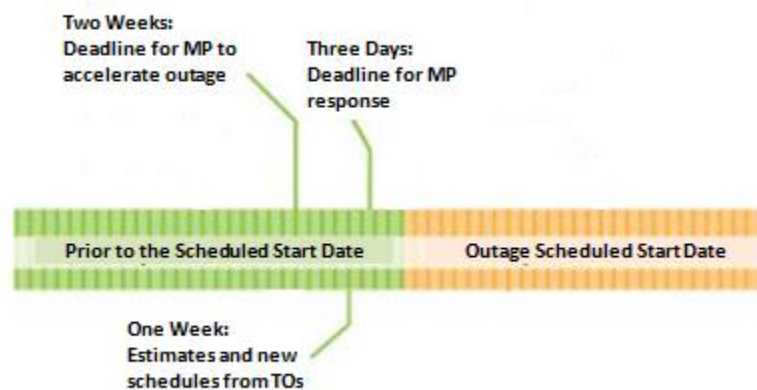 Two Weeks:
Deadline for MP to
accelerate outage
Three Days:
Deadline for MP
response
Prior to the Scheduled Start Date
Outage Scheduled Start Date
One Week:
Estimates and new
schedules from TOs